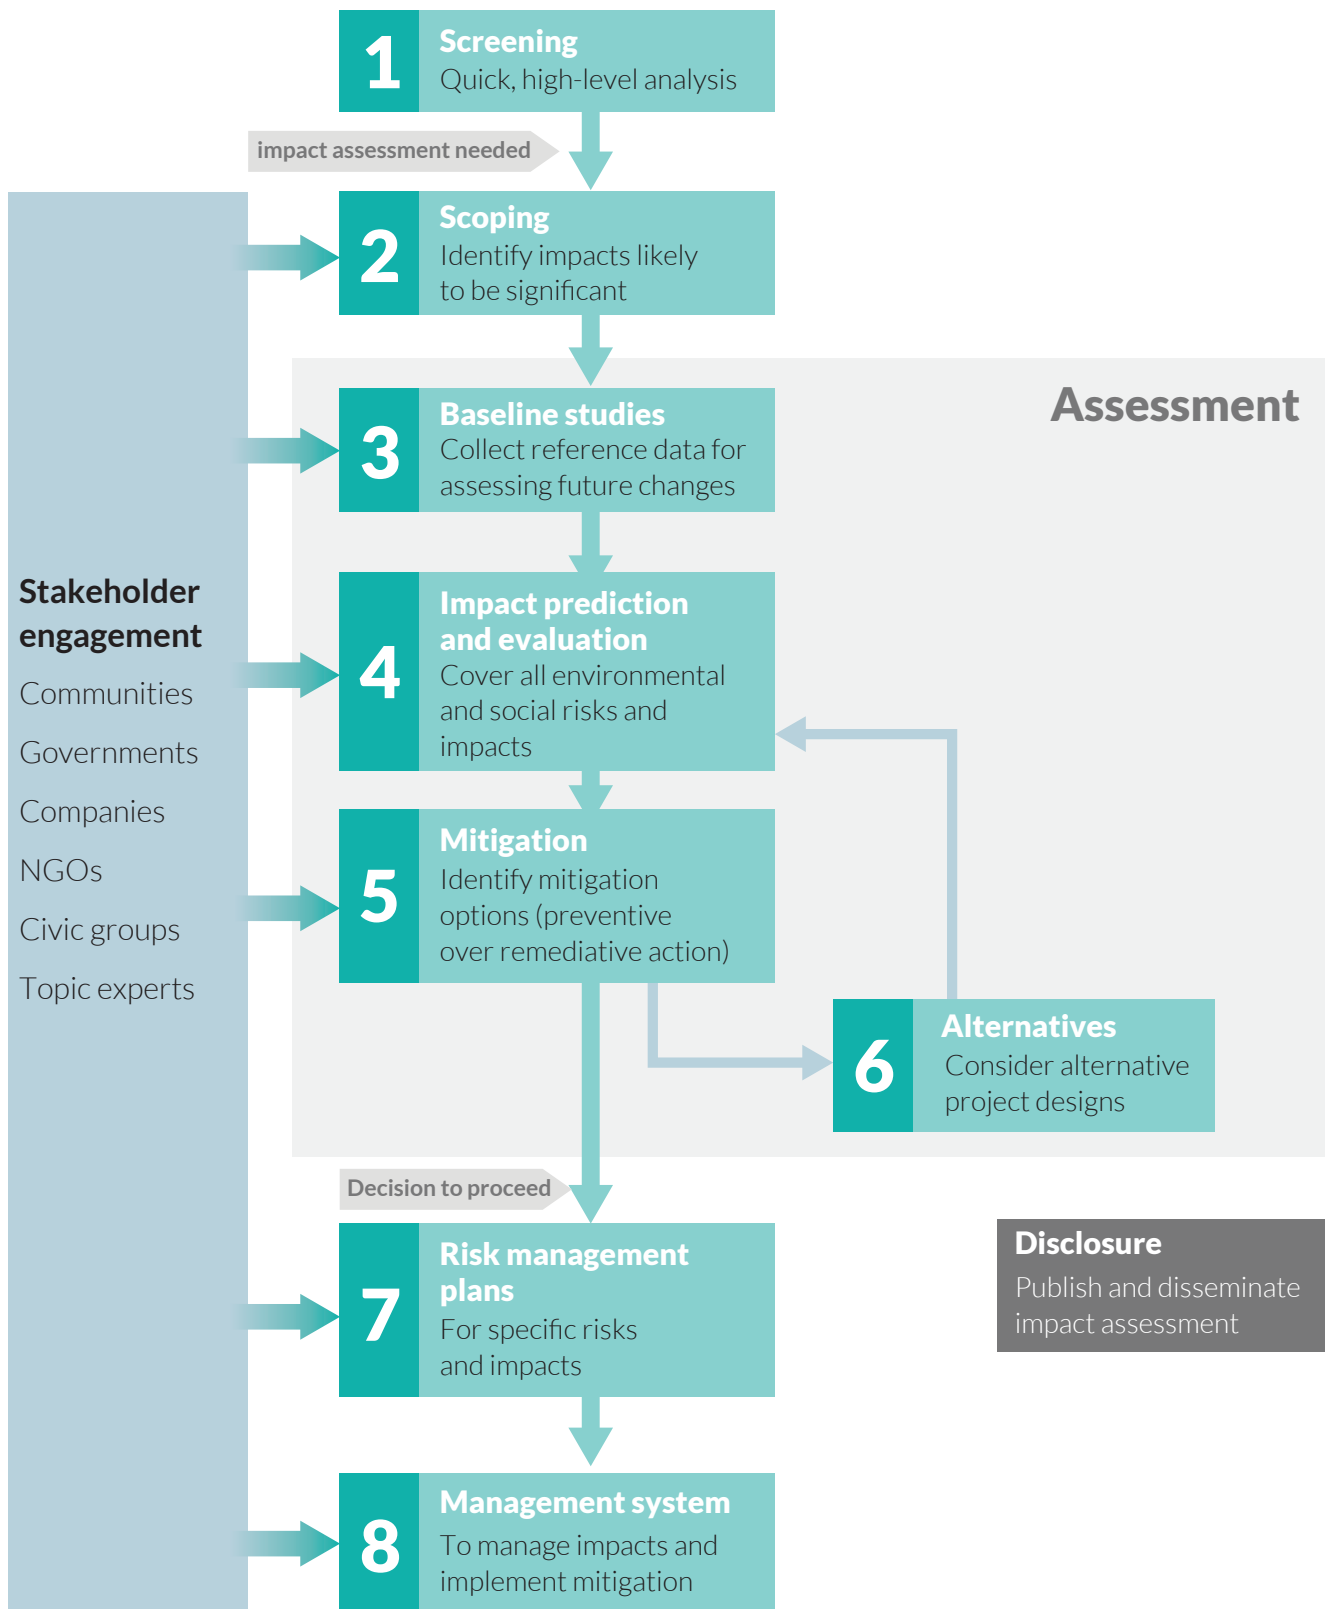 1
Screening
Quick, high-level analysis
impact assessment needed
2
Scoping
Identify impacts likely
to be significant
Assessment
3
Baseline studies
Collect reference data for
assessing future changes
Stakeholder
engagement
Communities
Governments
Companies
NGOs
Civic groups
Topic experts
4
Impact prediction
and evaluation
Cover all environmental
and social risks and
impacts
5
Mitigation
Identify mitigation
options (preventive
over remediative action)
6
Alternatives
Consider alternative
project designs
Decision to proceed
7
Risk management
plans
For specific risks
and impacts
Disclosure
Publish and disseminate
impact assessment
8
Management system
To manage impacts and
implement mitigation